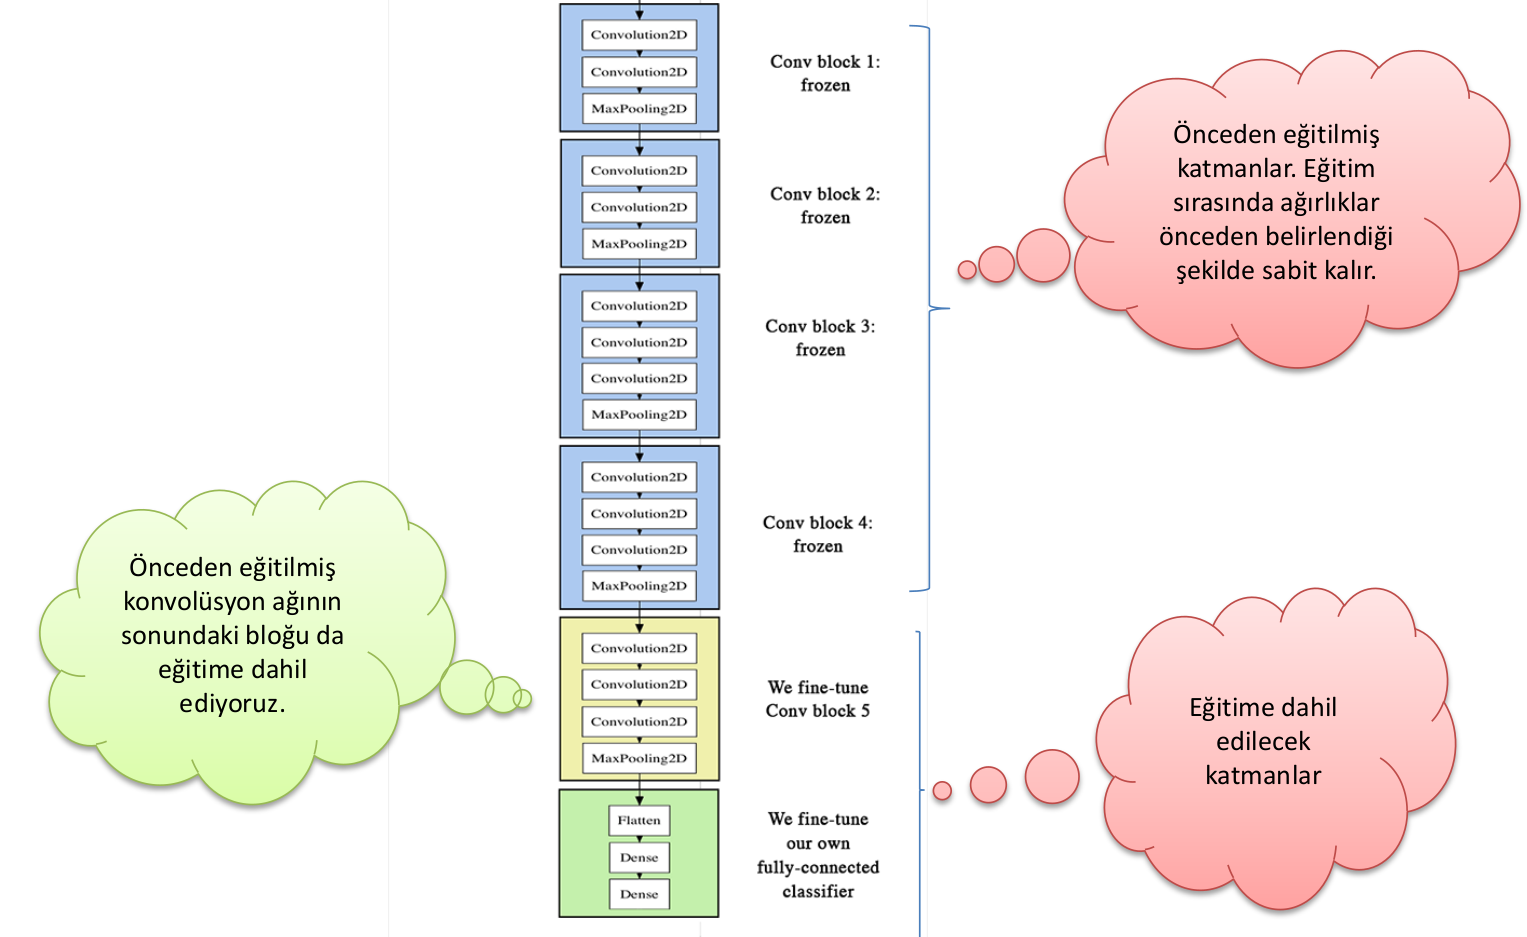 Convolution2D
Convolution2D
MaxPooling2D
Conv block 1:
frozen
Convolution2D
Convolution2D
MaxPooling2D
Conv block 2:
frozen
Convolution2D
Convolution2D
Convolution2D
MaxPooling2D
Conv block 3:
frozen
Convolution2D
Convolution2D
Convolution2D
MaxPooling2D
Conv block 4:
frozen
Önceden eğitilmiş
katmanlar. Eğitim
sırasında ağırlıklar
önceden belirlendiği
şekilde sabit kalır.
Önceden eğitilmiş
konvolüsyon ağının
sonundaki bloğu da
eğitime dahil
ediyoruz.
Convolution2D
Convolution2D
Convolution2D
MaxPooling2D
We fine-tune
Conv block 5
Flatten
Dense
Dense
We fine-tune
our own
fully-connected
classifier
Eğitime dahil
edilecek
katmanlar